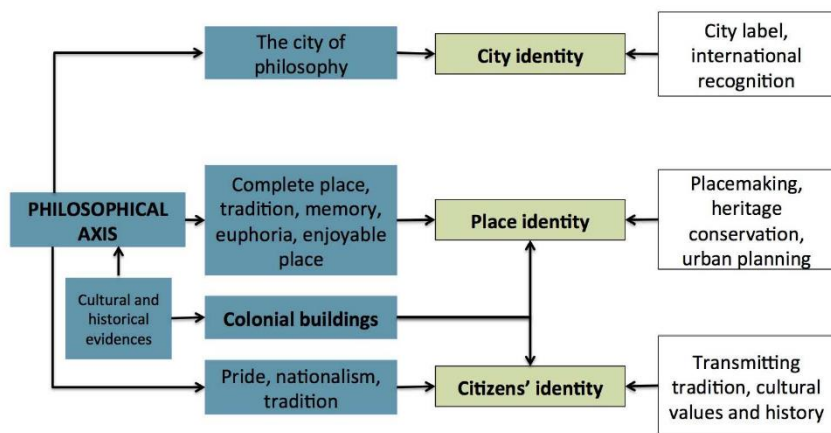 The city of
philosophy
City identity
City label,
international
recognition
PHILOSOPHICAL
AXIS
Complete place,
tradition, memory,
euphoria, enjoyable
place
Place identity
Placemaking,
heritage
conservation,
urban planning
Cultural and
historical
evidences
Colonial buildings
Pride, nationalism,
tradition
Citizens’ identity
Transmitting
tradition, cultural
values and history